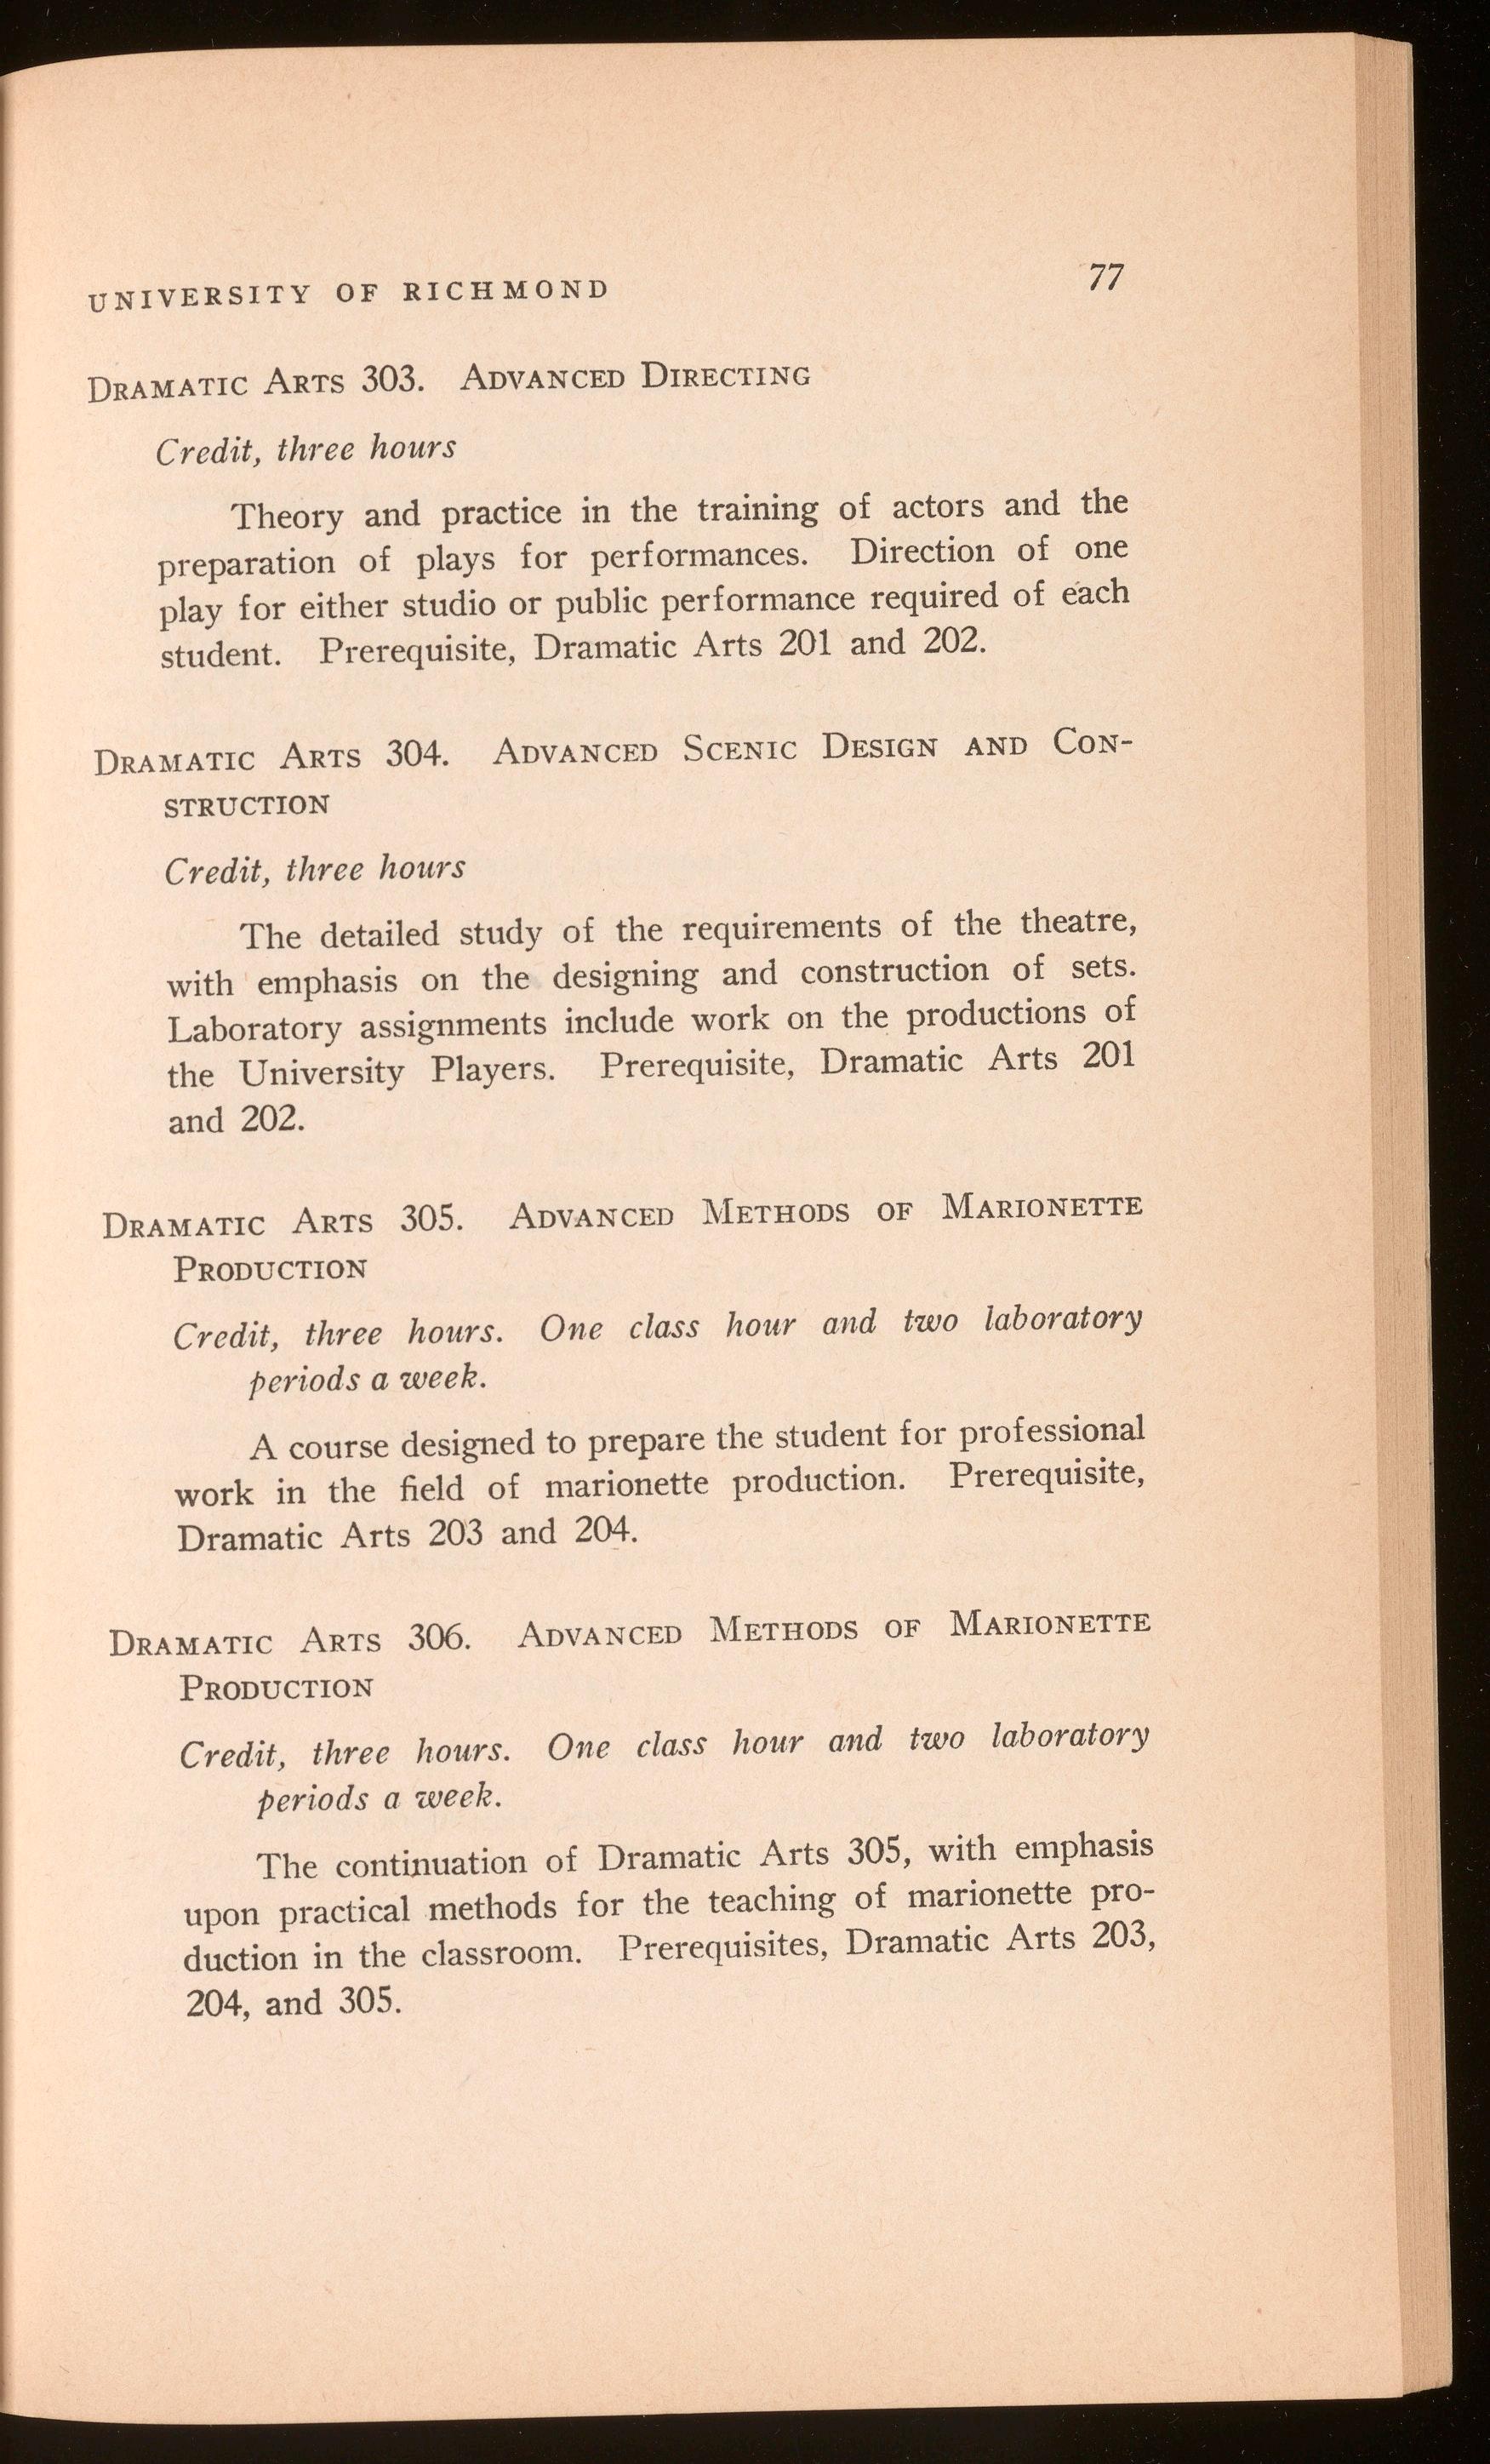 UNIVERSITY OF RICHMOND 77
DRAMATIC ARTS 303. ADVANCED DIRECTING
Credit, three hours
Theory and practice in the training of actors and the
preparation of plays for performances. Direction of one
play for either studio or public performance required of each
student. Prerequisite, Dramatic Arts 201 and 202.
DRAMATIC ARTS 304. ADVANCED SCENIC DESIGN AND CON-
STRUCTION
Credit, three hours
The detailed study of the requirements of the theatre,
with emphasis on the designing and construction of sets.
Laboratory assignments include work on the productions of
the University Players. Prerequisite, Dramatic Arts 201
and 202.
DRAMATIC ARTS 305. ADVANCED METHODS OF MARIONETTE
PRODUCTION
Credit, three hours. One class hour and two laboratory
periods a week.
A course designed to prepare the student for professional
work in the field of marionette production. Prerequisite,
Dramatic Arts 203 and 204.
DRAMATIC ARTS 306. ADVANCED METHODS OF MARIONETTE
PRODUCTION
Credit, three hours. One class hour and two laboratory
periods a week.
The continuation of Dramatic Arts 305, with emphasis
upon practical methods for the teaching of marionette pro-
duction in the classroom. Prerequisites, Dramatic Arts 203,
204, and 305.